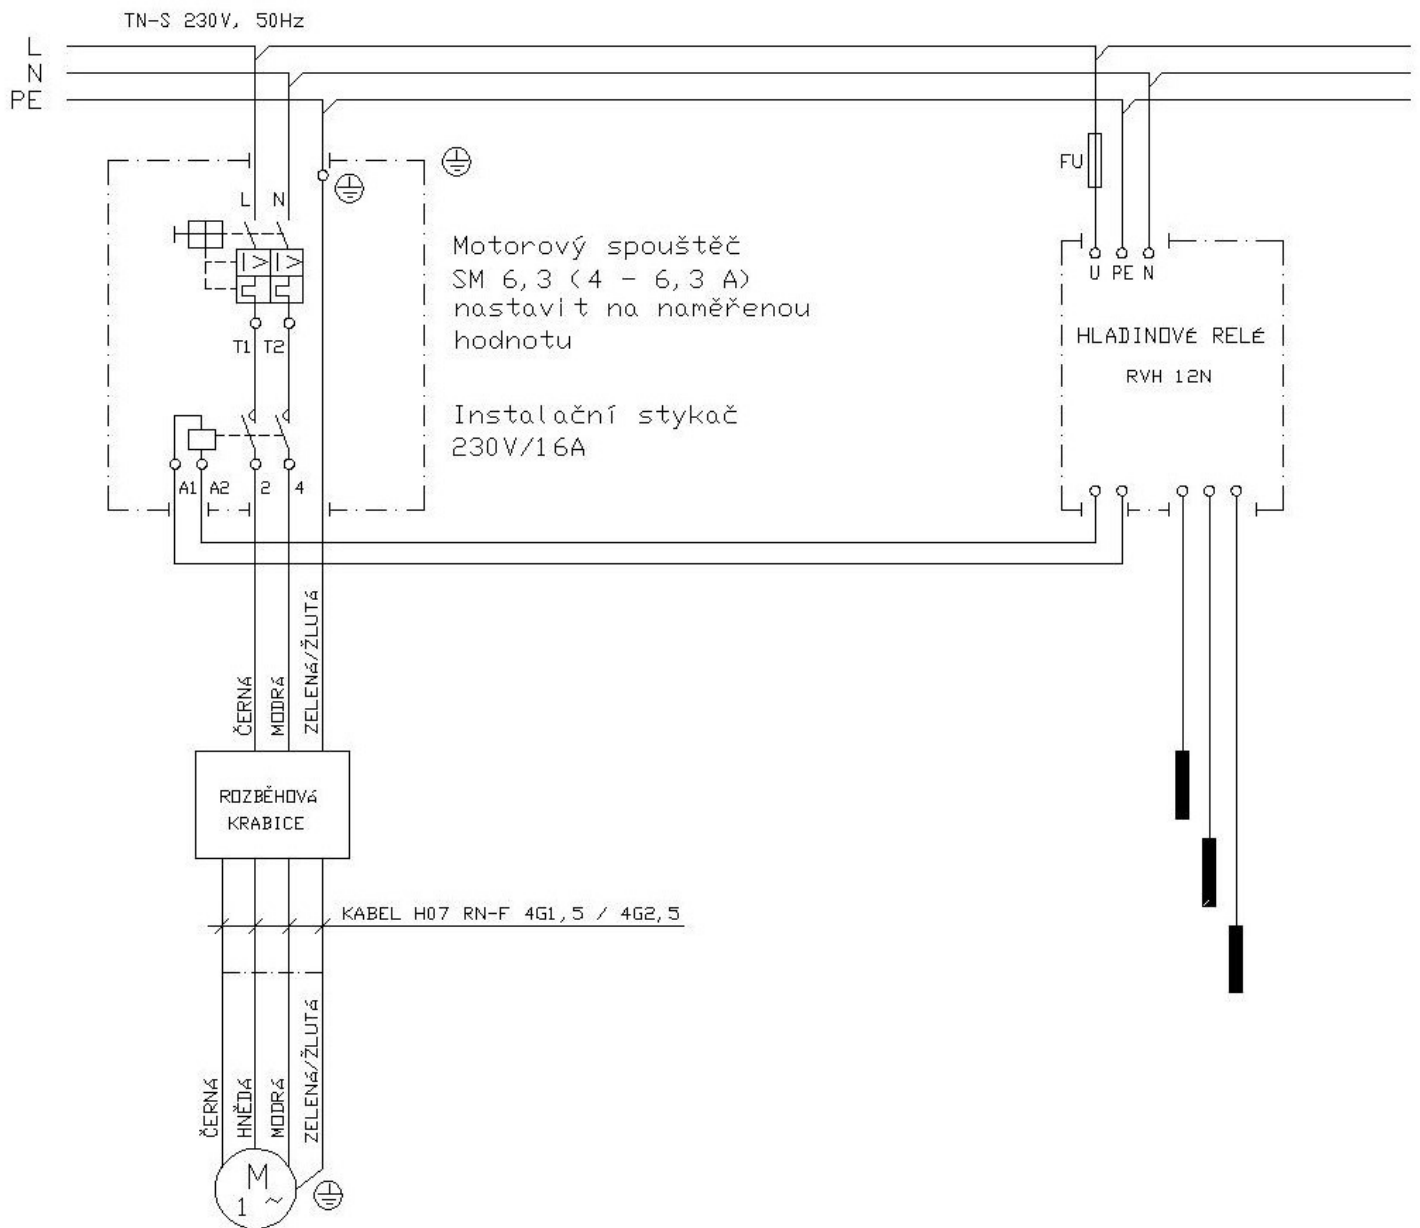 TN-S 230V, 50Hz
L
N
PE
FU
L N
U PE N
Motorový spouštěč
SM 6,3 (4 - 6,3 A)
nastavit na naměřenou
hodnotu
T1 T2
HLADINOVÉ RELÉ
RVH 12N
Instalační stykač
230V/16A
A1 A2 2 4
ČERNÁ
MODRÁ
ZELENÁ/ŽLUTÁ
ROZBĚHOVÁ
KRABICE
KABEL H07 RN-F 4G1,5 / 4G2,5
ČERNÁ
HNĚDÁ
MODRÁ
ZELENÁ/ŽLUTÁ
M
1 ~